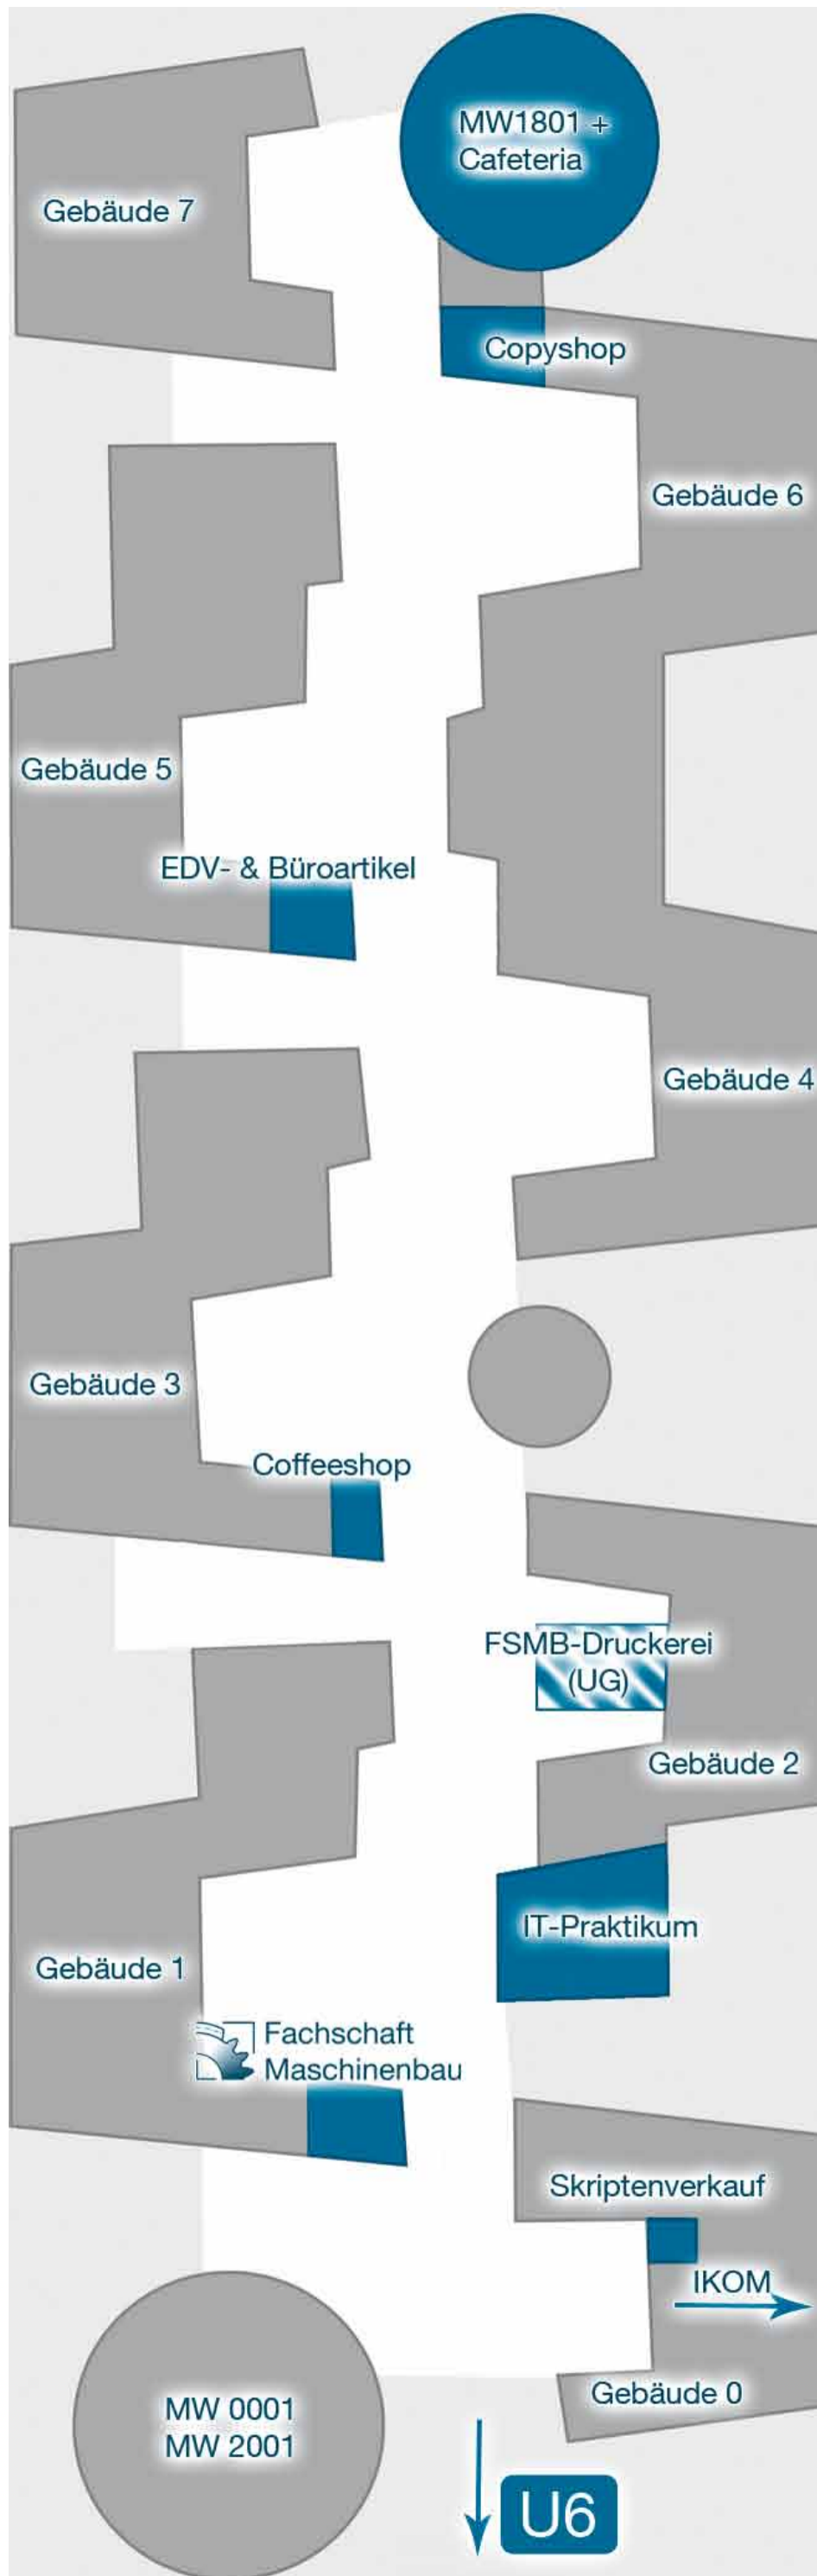 MW1801 +
Cafeteria
Gebäude 7
Copyshop
Gebäude 6
Gebäude 5
EDV- & Büroartikel
Gebäude 4
Gebäude 3
Coffeeshop
FSMB-Druckerei
(UG)
Gebäude 2
IT-Praktikum
Gebäude 1
Fachschaft
Maschinenbau
Skriptenverkauf
IKOM
Gebäude 0
MW 0001
MW 2001
U6